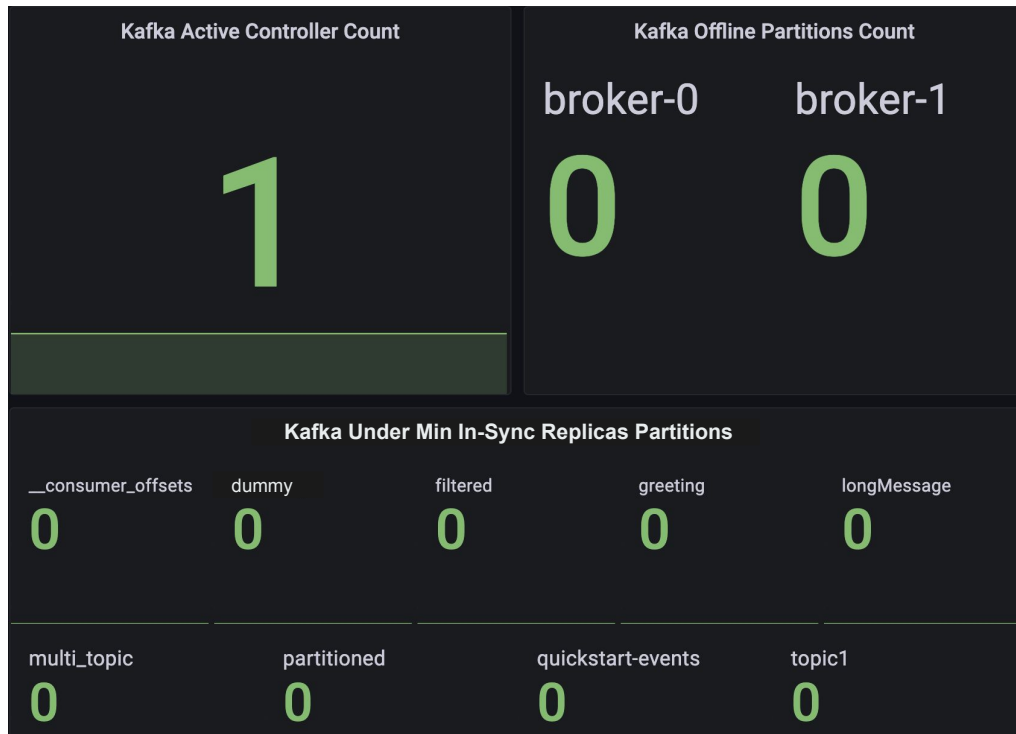 Kafka Active Controller Count
1
Kafka Offline Partitions Count
broker-0 broker-1
0 0
Kafka Under Min In-Sync Replicas Partitions
__consumer_offsets dummy filtered greeting longMessage
0 0 0 0 0
multi_topic partitioned quickstart-events topic1
0 0 0 0